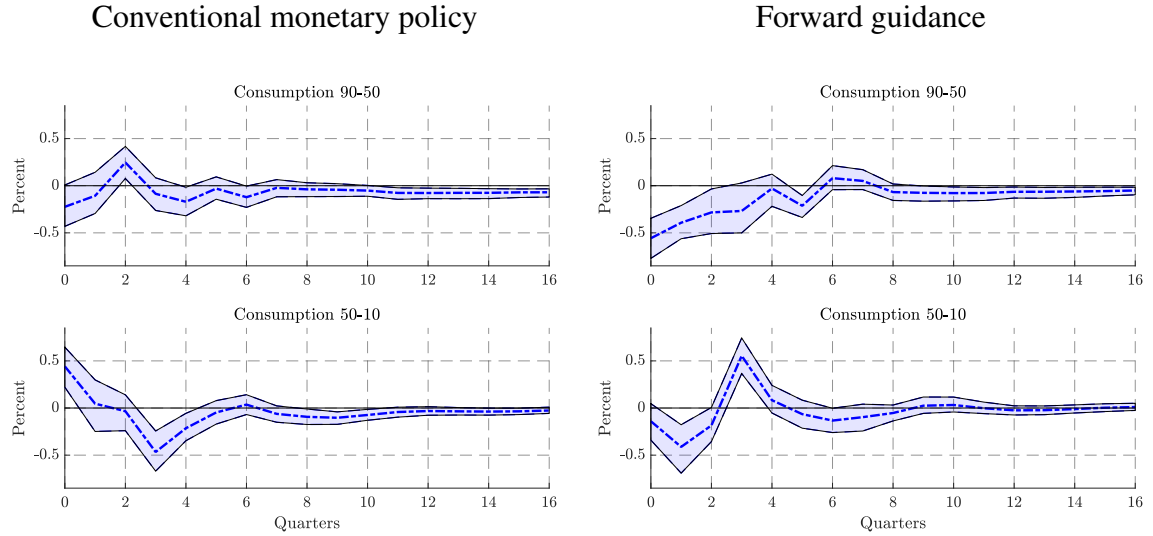 Conventional monetary policy
Forward guidance
Consumption 90-50
Percent
0.5
0
-0.5
0 2 4 6 8 10 12 14 16
Consumption 90-50
Percent
0.5
0
-0.5
0 2 4 6 8 10 12 14 16
Consumption 50-10
Percent
0.5
0
-0.5
0 2 4 6 8 10 12 14 16
Quarters
Consumption 50-10
Percent
0.5
0
-0.5
0 2 4 6 8 10 12 14 16
Quarters